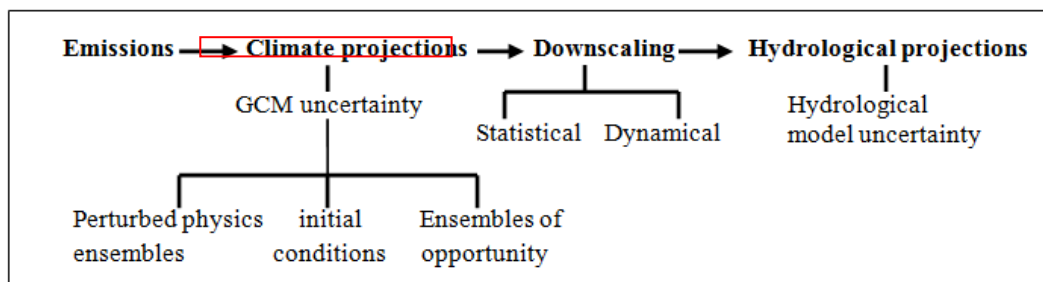 Emissions Climate projections Downscaling Hydrological projections
GCM uncertainty
Statistical Dynamical
Hydrological
model uncertainty
Perturbed physics
ensembles
initial
conditions
Ensembles of
opportunity